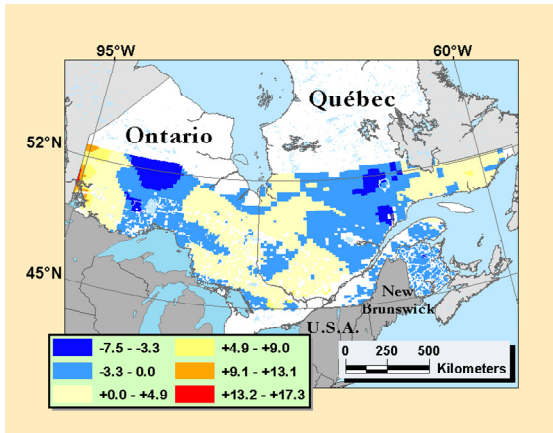 95°W
60°W
Québec
Ontario
52°N
45°N
New
Brunswick
U.S.A.
-7.5 - -3.3
+4.9 - +9.0
-3.3 - 0.0
+9.1 - +13.1
+0.0 - +4.9
+13.2 - +17.3
0 250 500
Kilometers